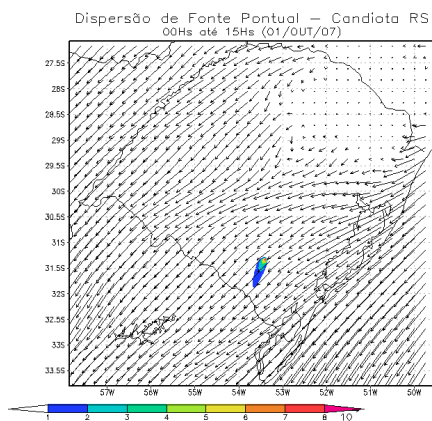 Dispersão de Fonte Pontual – Candiota RS
00Hs até 15Hs (01/OUT/07)
27.5S
28S
28.5S
29S
29.5S
30S
30.5S
31S
31.5S
32S
32.5S
33S
33.5S
57W 56W 55W 54W 53W 52W 51W 50W
1 2 3 4 5 6 7 8 10